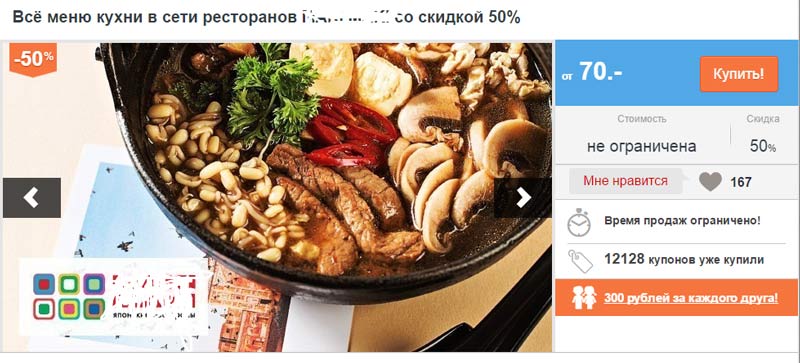 Всё меню кухни в сети ресторанов со скидкой 50%
-50%
от 70.-
Купить!
Стоимость
Скидка
не ограничена
50%
Мне нравится
167
Время продаж ограничено!
12128 купонов уже купили
300 рублей за каждого друга!